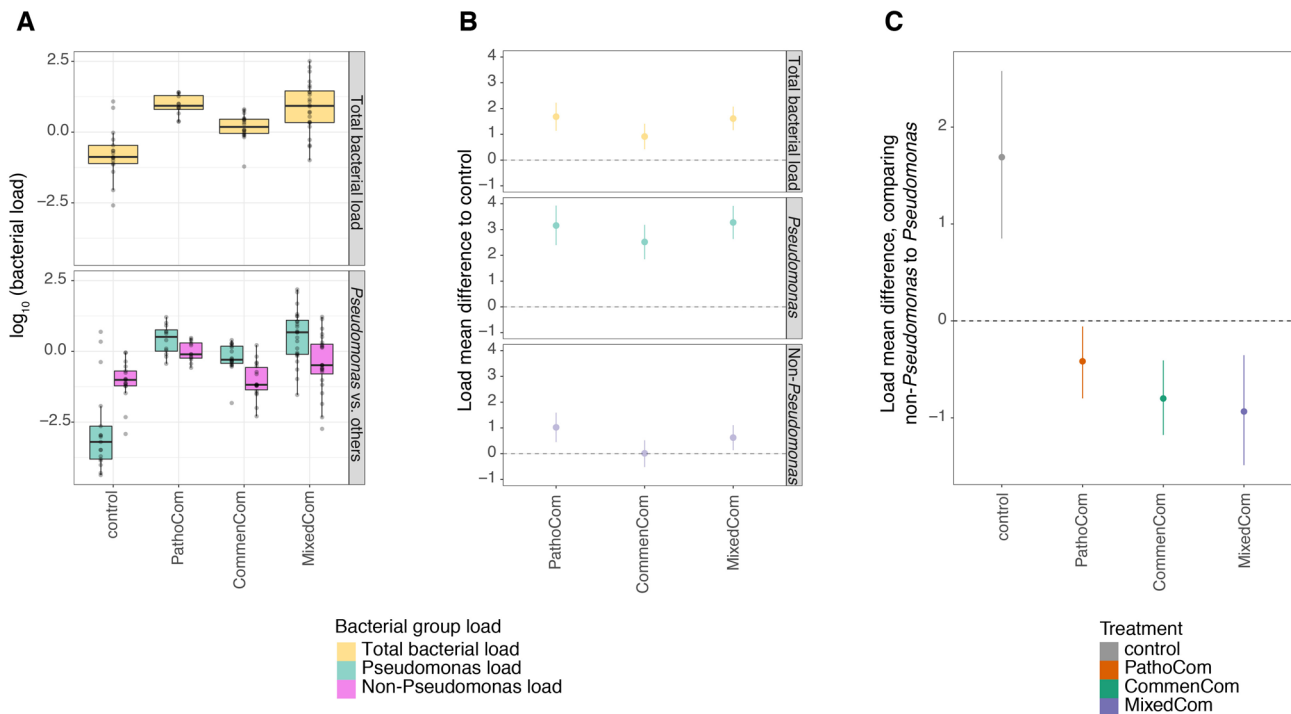 A
log10 (bacterial load)
2.5
0.0
−2.5
Total bacterial load
2.5
0.0
−2.5
Pseudomonas vs. others
control
PathoCom
CommenCom
MixedCom
B
Load mean difference to control
4
3
2
1
0
−1
Total bacterial load
4
3
2
1
0
−1
Pseudomonas
4
3
2
1
0
−1
Non-Pseudomonas
PathoCom
CommenCom
MixedCom
Bacterial group load
Total bacterial load
Pseudomonas load
Non-Pseudomonas load
C
Load mean difference, comparing
non-Pseudomonas to Pseudomonas
2
1
0
−1
control
PathoCom
CommenCom
MixedCom
Treatment
control
PathoCom
CommenCom
MixedCom